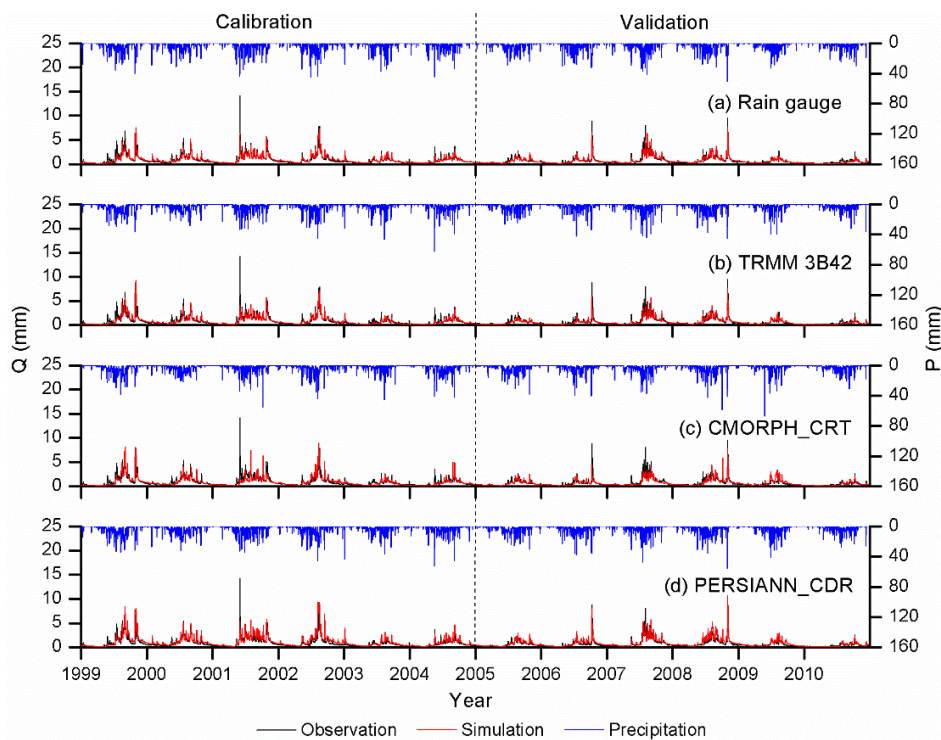 Calibration Validation
25 0
20 40
15
10 80
5 120
0 160
(a) Rain gauge
25 0
20 40
15
10 80
5 120
0 160
(b) TRMM 3B42
25 0
20 40
15
10 80
5 120
0 160
(c) CMORPH_CRT
25 0
20 40
15
10 80
5 120
0 160
(d) PERSIANN_CDR
Q (mm)
P (mm)
1999 2000 2001 2002 2003 2004 2005 2006 2007 2008 2009 2010
Year
Observation Simulation Precipitation